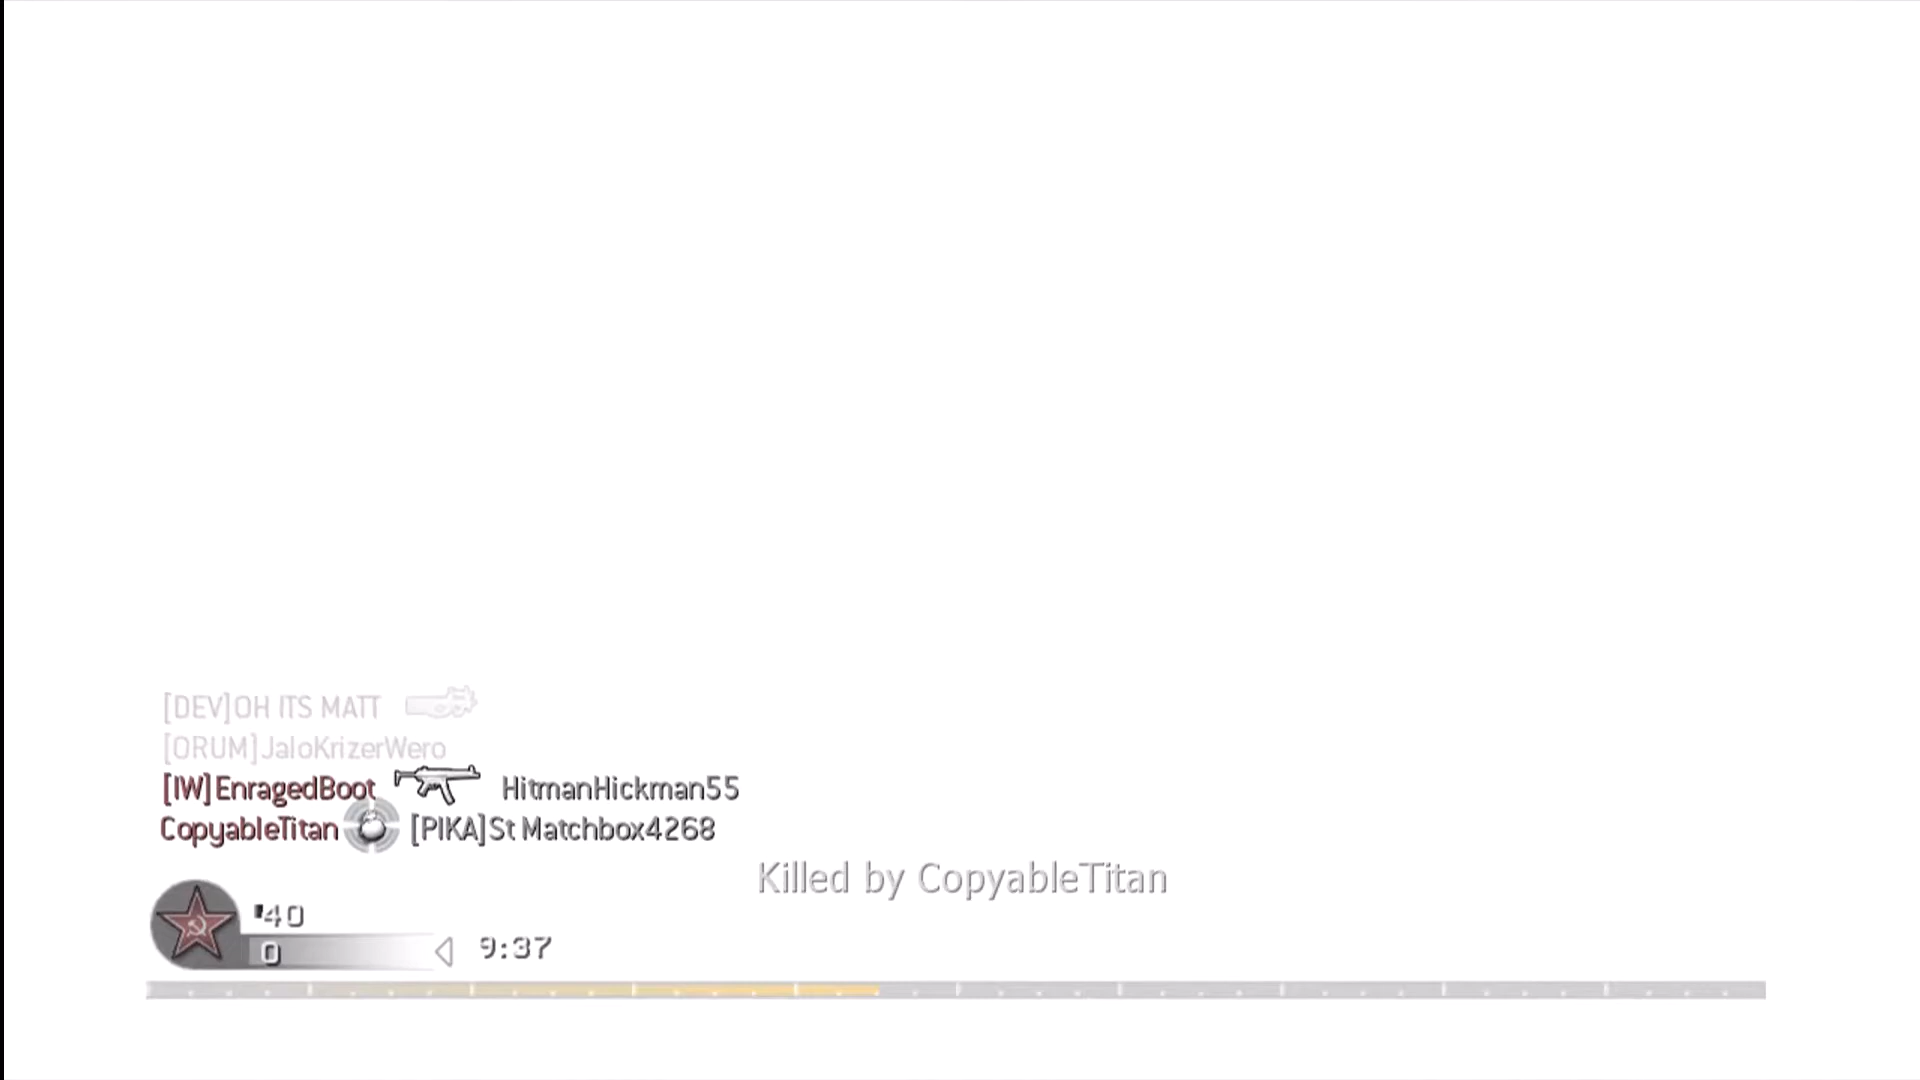 [DEV]OH ITS MATT
[ORUM]JaloKrizerWero
[IW]EnragedBoot HitmanHickman55
CopyableTitan [PIKA]St Matchbox4268
Killed by CopyableTitan
40
0 9:37